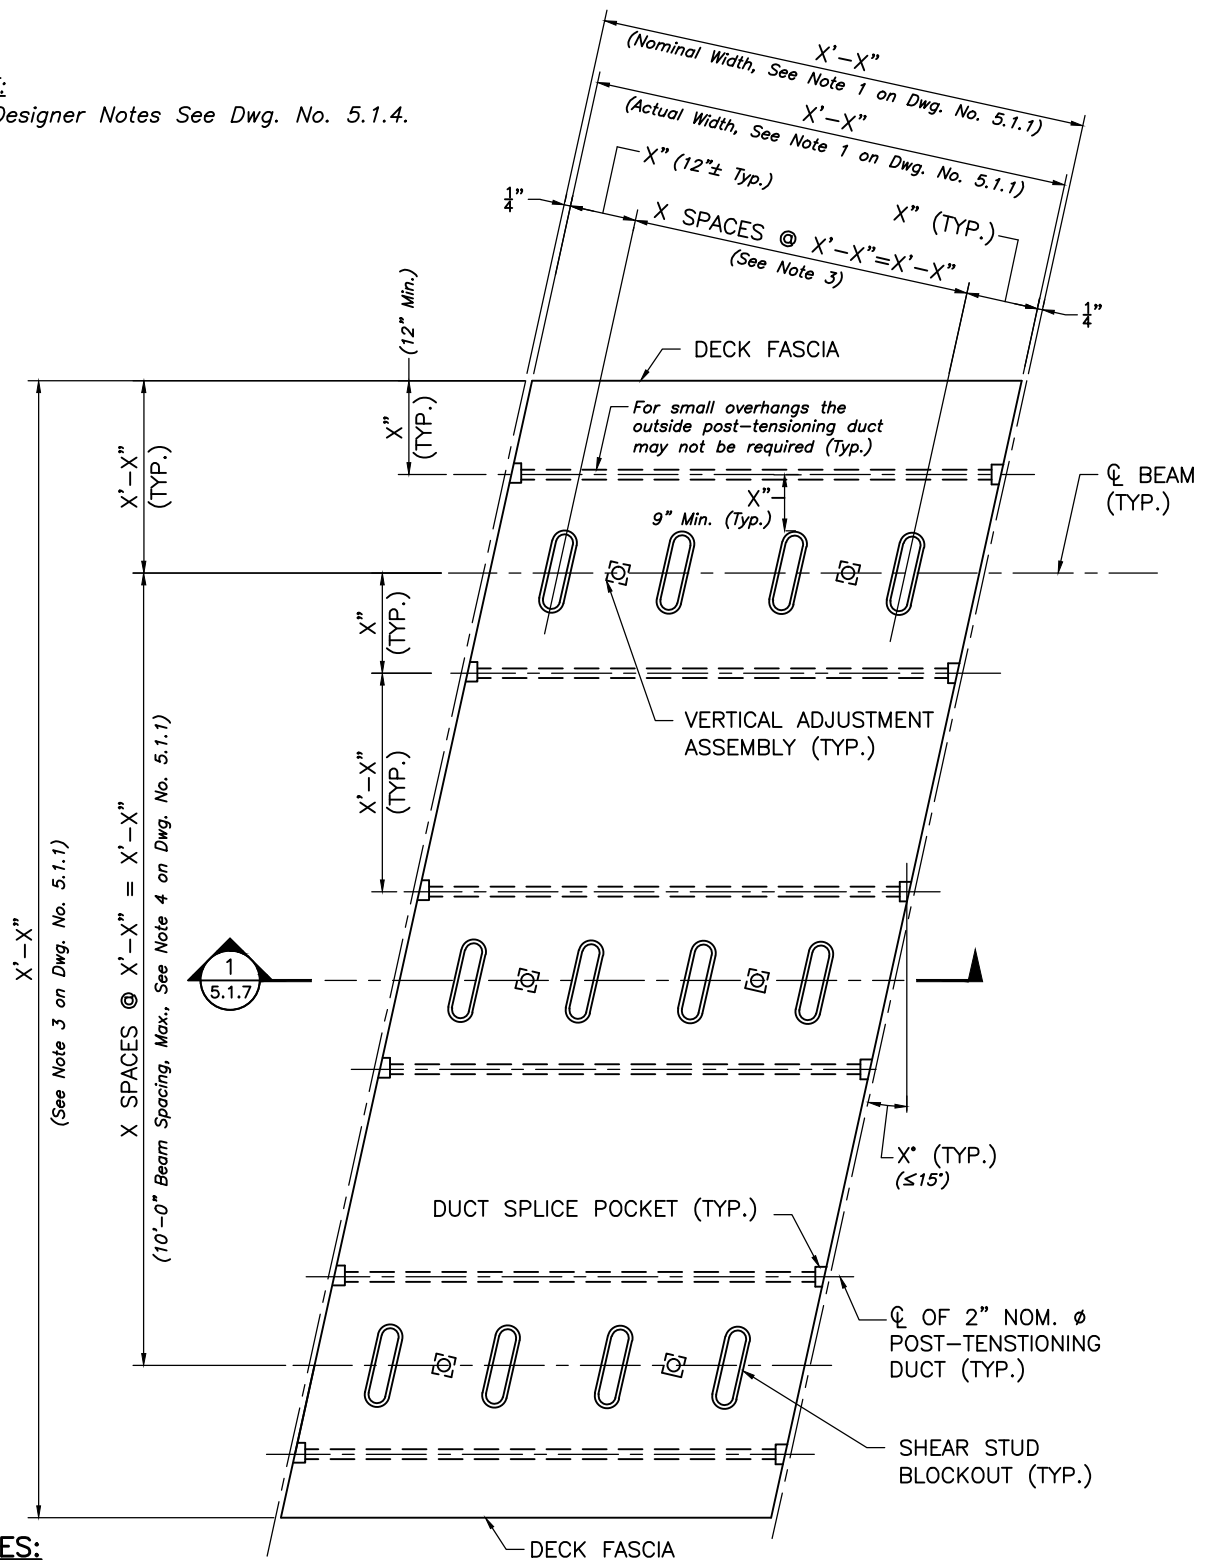 :
Designer Notes See Dwg. No. 5.1.4.
X'-X"
(Nominal Width, See Note 1 on Dwg. No. 5.1.1)
X'-X"
(Actual Width, See Note 1 on Dwg. No. 5.1.1)
X" (12"± Typ.)
1/4"
X SPACES @ X'-X"=X'-X"
(See Note 3)
X" (TYP.)
1/4"
(12" Min.)
X"
(TYP.)
DECK FASCIA
For small overhangs the
outside post-tensioning duct
may not be required (Typ.)
X'-X"
(TYP.)
X"
9" Min. (Typ.)
℄ BEAM
(TYP.)
X"
(TYP.)
VERTICAL ADJUSTMENT
ASSEMBLY (TYP.)
X'-X"
(TYP.)
X'-X"
(See Note 3 on Dwg. No. 5.1.1)
X SPACES @ X'-X" = X'-X"
(10'-0" Beam Spacing, Max., See Note 4 on Dwg. No. 5.1.1)
1
5.1.7
X° (TYP.)
(≤15°)
DUCT SPLICE POCKET (TYP.)
℄ OF 2" NOM. ø
POST-TENSTIONING
DUCT (TYP.)
SHEAR STUD
BLOCKOUT (TYP.)
DECK FASCIA
ES: